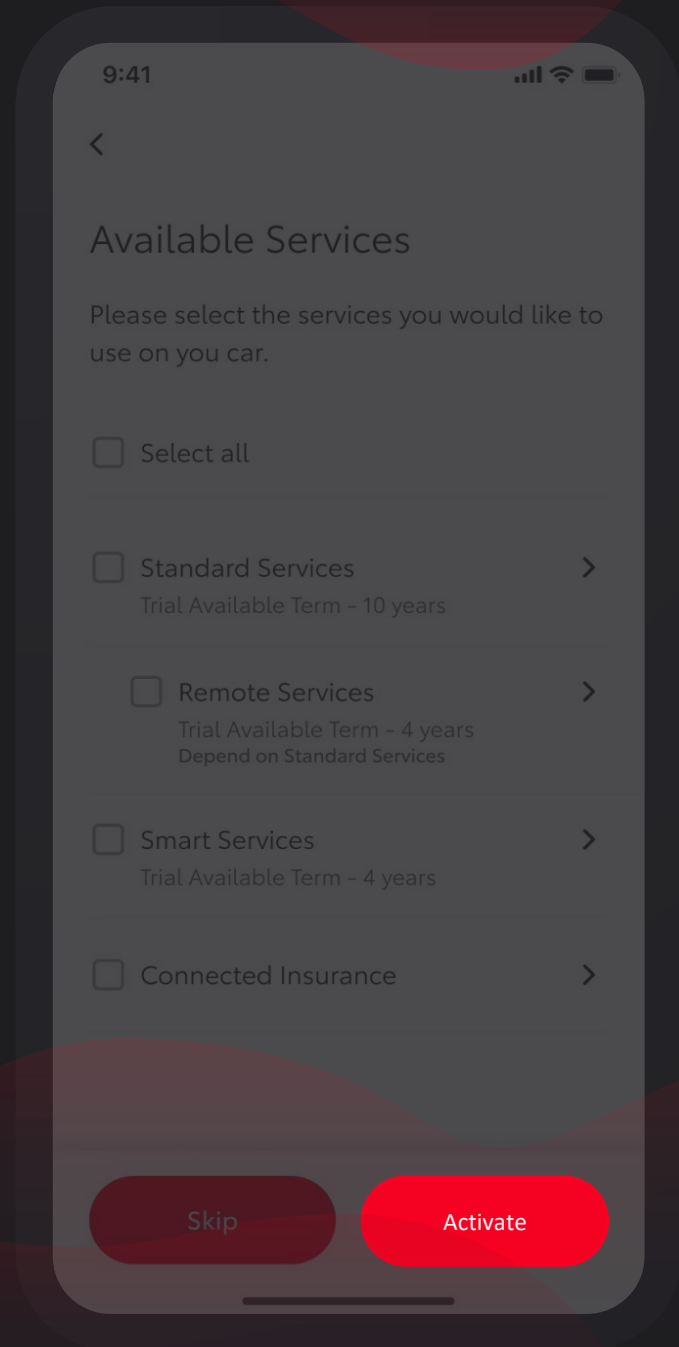 9:41
Available Services
Please select the services you would like to
use on you car.
Select all
Standard Services
Trial Available Term - 10 years
Remote Services
Trial Available Term - 4 years
Depend on Standard Services
Smart Services
Trial Available Term - 4 years
Connected Insurance
Skip
Activate